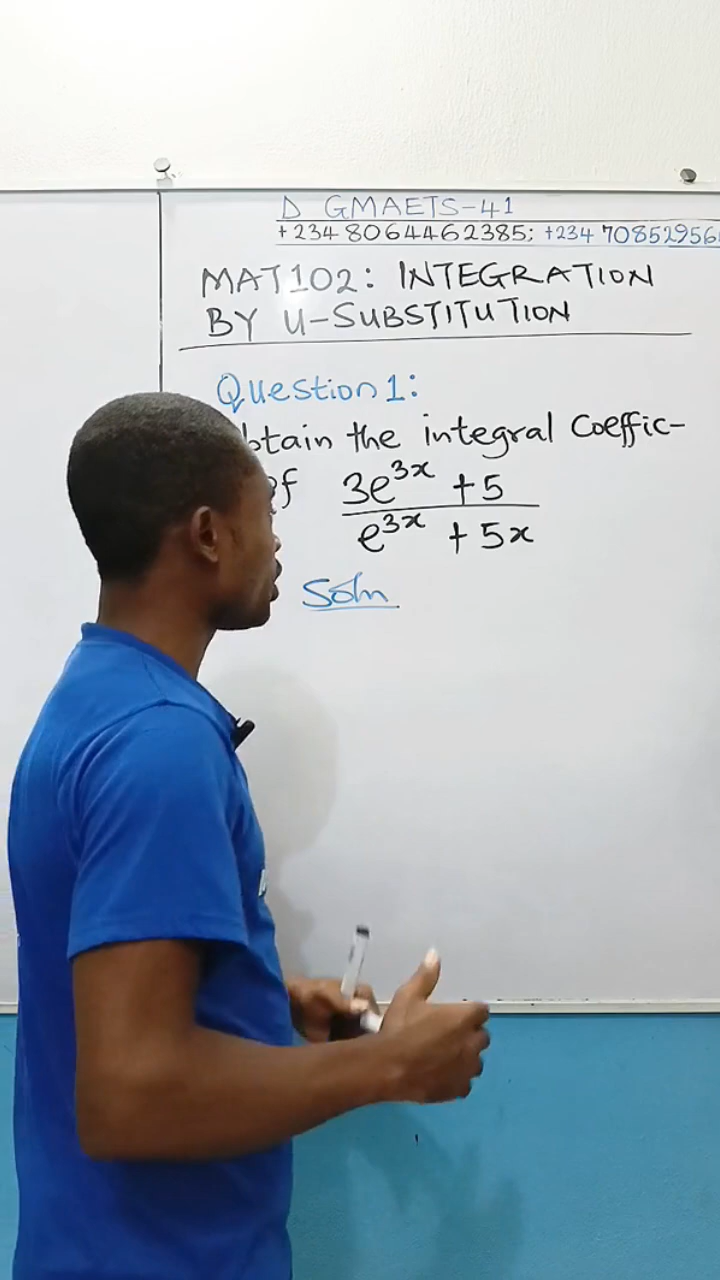 D GMAETS-41
+234 8064462385; +234 70852956
MAT102: INTEGRATION
BY U-SUBSTITUTION
Question 1:
btain the integral Coeffic-
of 3e^{3x} + 5
e^{3x} + 5x
Soln